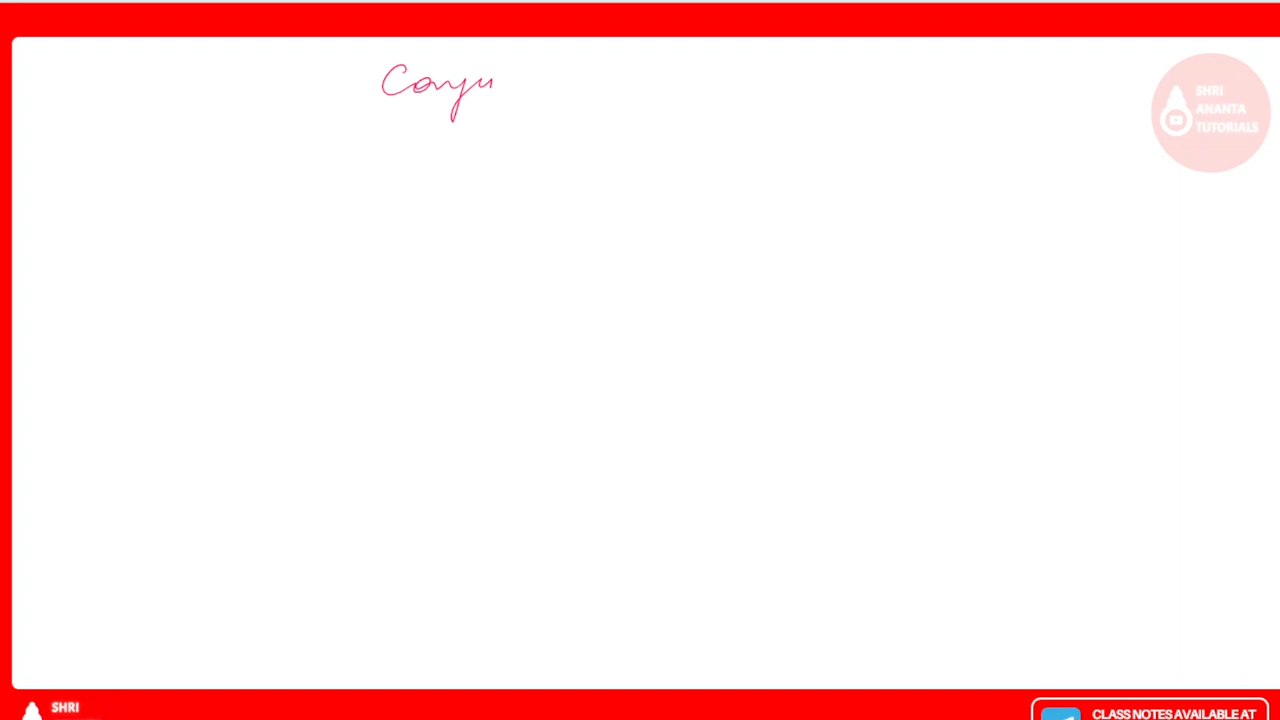 Conju
SHRI
ANANTA
TUTORIALS
SHRI
CLASS NOTES AVAILABLE AT